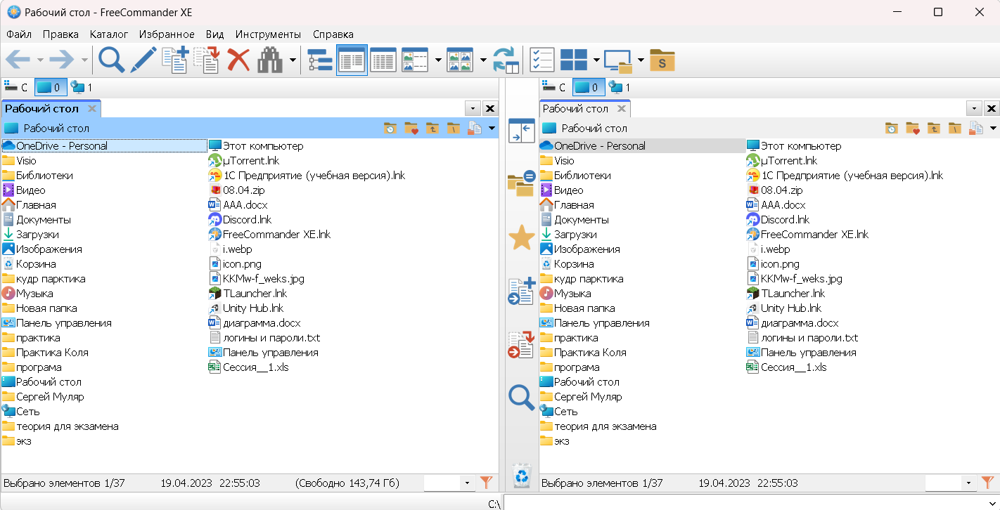 Рабочий стол - FreeCommander XE
Файл Правка Каталог Избранное Вид Инструменты Справка
S
C 0 1
C 0 1
Рабочий стол
Рабочий стол
Рабочий стол
Рабочий стол
OneDrive - Personal
Visio
Библиотеки
Видео
Главная
Документы
Загрузки
Изображения
Корзина
кудр парктика
Музыка
Новая папка
Панель управления
практика
Практика Коля
програма
Рабочий стол
Сергей Муляр
Сеть
теория для экзамена
экз
Этот компьютер
µTorrent.lnk
1C Предприятие (учебная версия).lnk
08.04.zip
AAA.docx
Discord.lnk
FreeCommander XE.lnk
i.webp
icon.png
KKMw-f_weks.jpg
TLauncher.lnk
Unity Hub.lnk
диаграмма.docx
логины и пароли.txt
Панель управления
Сессия__1.xls
OneDrive - Personal
Visio
Библиотеки
Видео
Главная
Документы
Загрузки
Изображения
Корзина
кудр парктика
Музыка
Новая папка
Панель управления
практика
Практика Коля
програма
Рабочий стол
Сергей Муляр
Сеть
теория для экзамена
экз
Этот компьютер
µTorrent.lnk
1C Предприятие (учебная версия).lnk
08.04.zip
AAA.docx
Discord.lnk
FreeCommander XE.lnk
i.webp
icon.png
KKMw-f_weks.jpg
TLauncher.lnk
Unity Hub.lnk
диаграмма.docx
логины и пароли.txt
Панель управления
Сессия__1.xls
Выбрано элементов 1/37 19.04.2023 22:55:03 (Свободно 143,74 Гб)
Выбрано элементов 1/37 19.04.2023 22:55:03
C:\